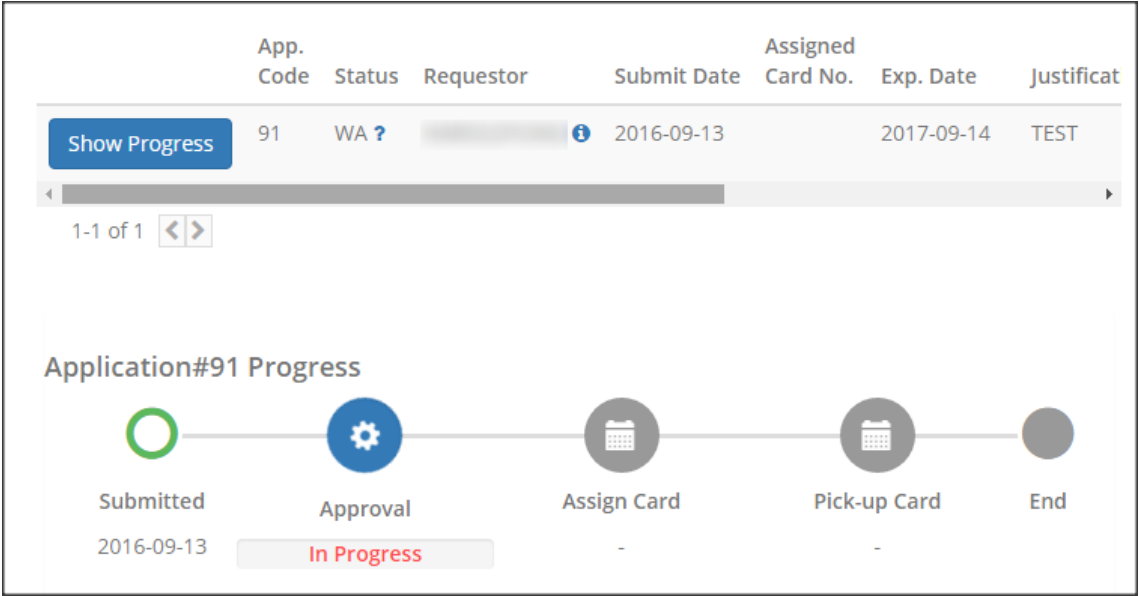 App. Code Status Requestor Submit Date Assigned Card No. Exp. Date Justificat
Show Progress 91 WA ? 2016-09-13 2017-09-14 TEST
1-1 of 1
Application#91 Progress
Submitted Approval Assign Card Pick-up Card End
2016-09-13 In Progress - -